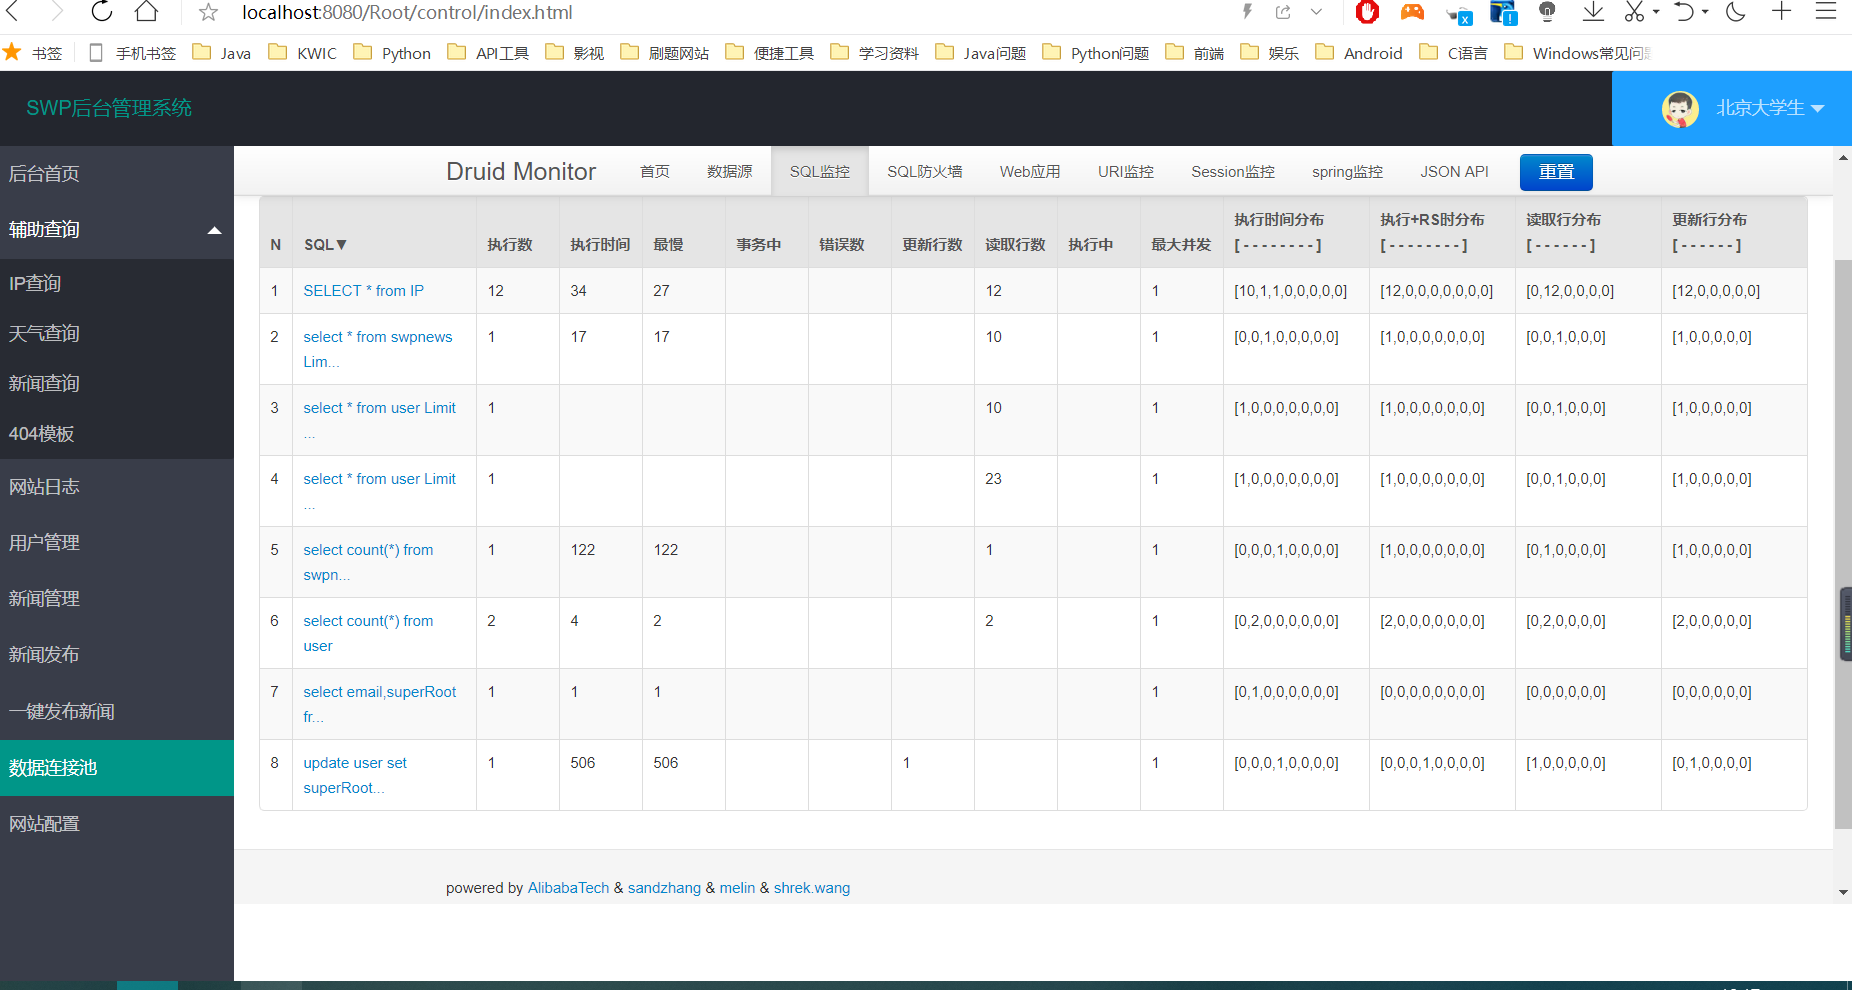 localhost:8080/Root/control/index.html
书签 手机书签 Java KWIC Python API工具 影视 刷题网站 便捷工具 学习资料 Java问题 Python问题 前端 娱乐 Android C语言 Windows常见问
SWP后台管理系统
北京大学生
后台首页
辅助查询
IP查询
天气查询
新闻查询
404模板
网站日志
用户管理
新闻管理
新闻发布
一键发布新闻
数据连接池
网站配置
Druid Monitor 首页 数据源 SQL监控 SQL防火墙 Web应用 URI监控 Session监控 spring监控 JSON API 重置
N SQL▼ 执行数 执行时间 最慢 事务中 错误数 更新行数 读取行数 执行中 最大并发 执行时间分布 执行+RS时分布 读取行分布 更新行分布
[ - - - - - - - - ] [ - - - - - - - - ] [ - - - - - - ] [ - - - - - - ]
1 SELECT * from IP 12 34 27 12 1 [10,1,1,0,0,0,0,0] [12,0,0,0,0,0,0,0] [0,12,0,0,0,0] [12,0,0,0,0,0]
2 select * from swpnews 1 17 17 10 1 [0,0,1,0,0,0,0,0] [1,0,0,0,0,0,0,0] [0,0,1,0,0,0] [1,0,0,0,0,0]
Lim...
3 select * from user Limit 1 10 1 [1,0,0,0,0,0,0,0] [1,0,0,0,0,0,0,0] [0,0,1,0,0,0] [1,0,0,0,0,0]
...
4 select * from user Limit 1 23 1 [1,0,0,0,0,0,0,0] [1,0,0,0,0,0,0,0] [0,0,1,0,0,0] [1,0,0,0,0,0]
...
5 select count(*) from 1 122 122 1 1 [0,0,0,1,0,0,0,0] [1,0,0,0,0,0,0,0] [0,1,0,0,0,0] [1,0,0,0,0,0]
swpn...
6 select count(*) from 2 4 2 2 1 [0,2,0,0,0,0,0,0] [2,0,0,0,0,0,0,0] [0,2,0,0,0,0] [2,0,0,0,0,0]
user
7 select email,superRoot 1 1 1 1 [0,1,0,0,0,0,0,0] [0,0,0,0,0,0,0,0] [0,0,0,0,0,0] [0,0,0,0,0,0]
fr...
8 update user set 1 506 506 1 1 [0,0,0,1,0,0,0,0] [0,0,0,1,0,0,0,0] [1,0,0,0,0,0] [0,1,0,0,0,0]
superRoot...
powered by AlibabaTech & sandzhang & melin & shrek.wang